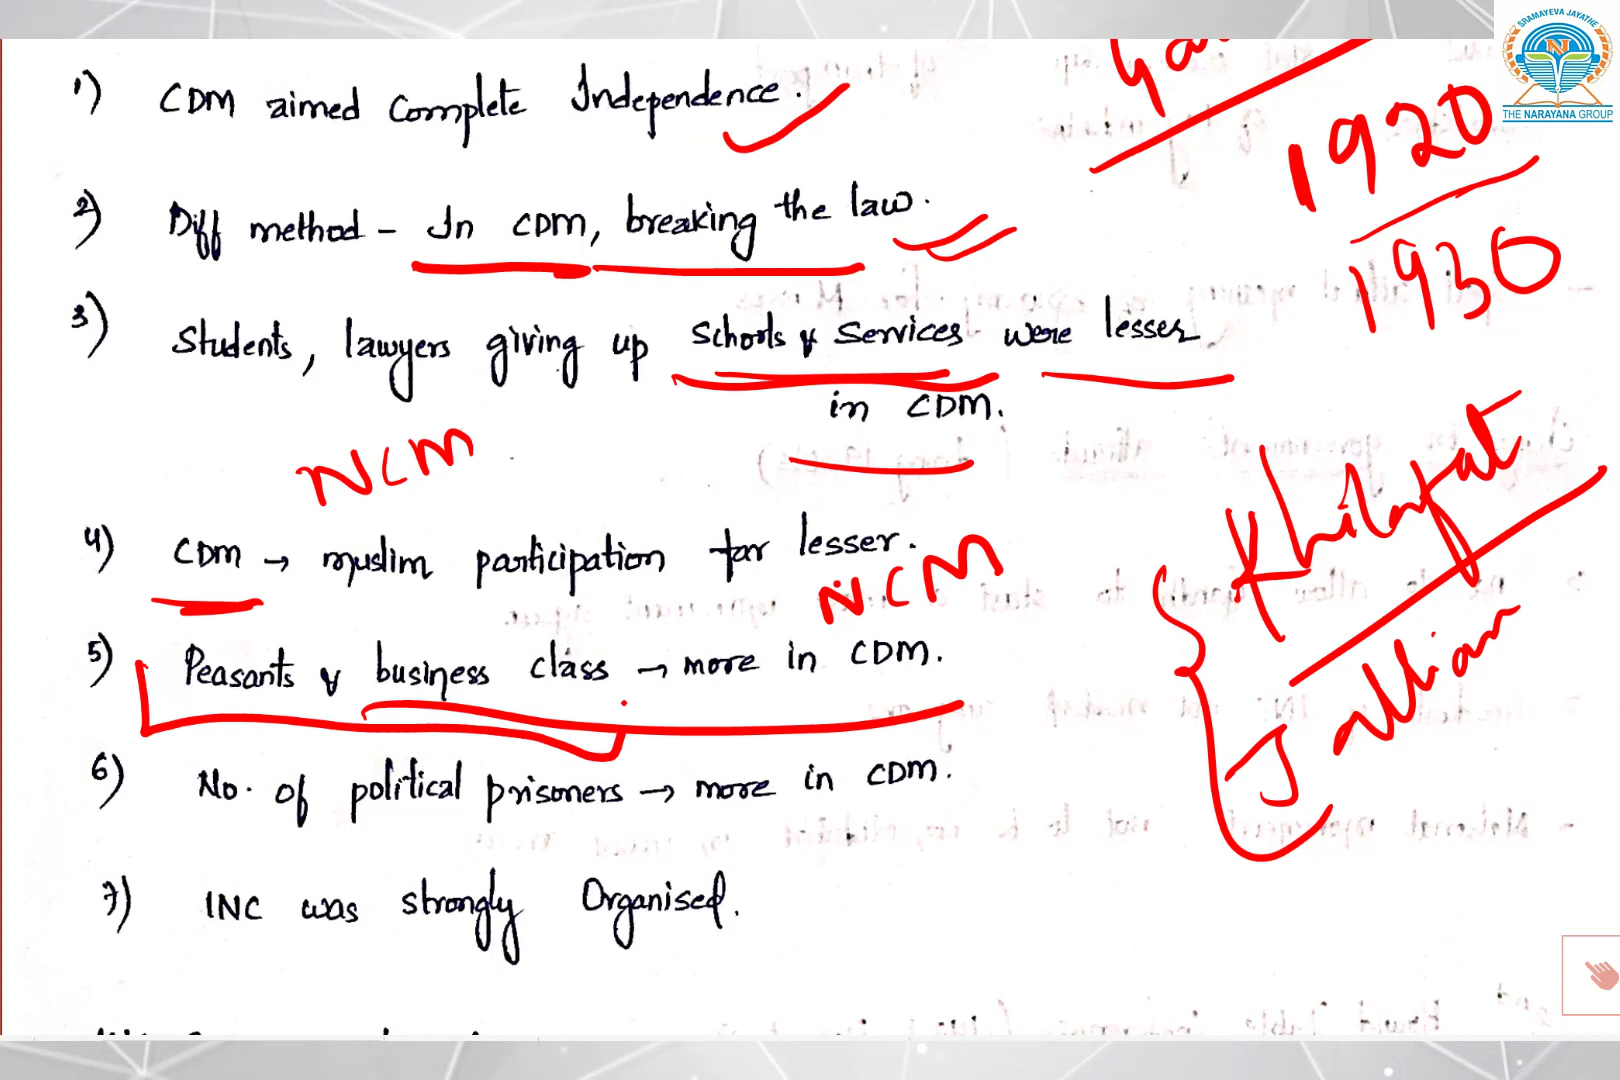 SRAMAYEVA JAYATHE
N
THE NARAYANA GROUP
Ga
1920
1930
1) CDM aimed Complete Independence.
2) Diff method - In CDM, breaking the law.
3) Students, lawyers giving up Schools & Services were lesser
in CDM.
NCM
4) CDM → muslim participation far lesser.
NCM
5) Peasants & business class → more in CDM.
6) No. of political prisoners → more in CDM.
7) INC was strongly Organised.
Khilafat
Jallian